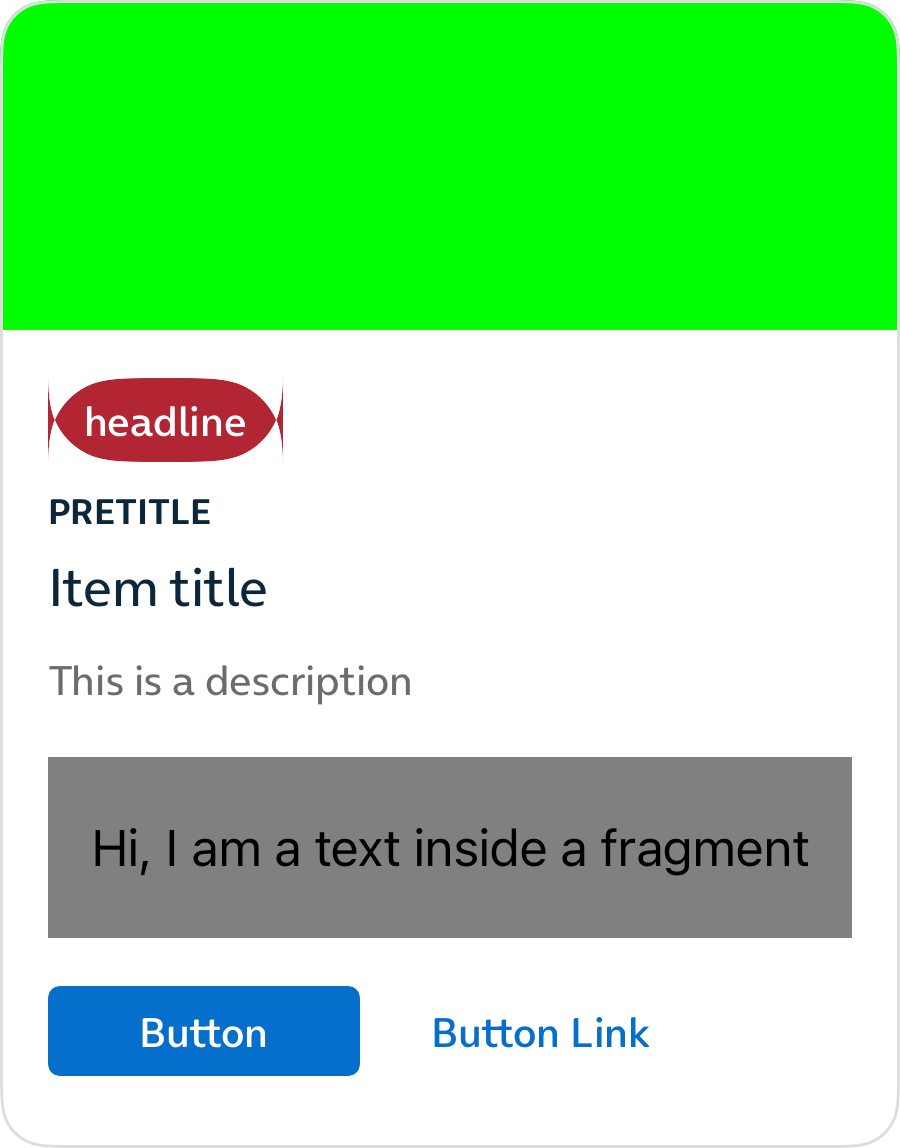 headline
PRETITLE
Item title
This is a description
Hi, I am a text inside a fragment
Button
Button Link